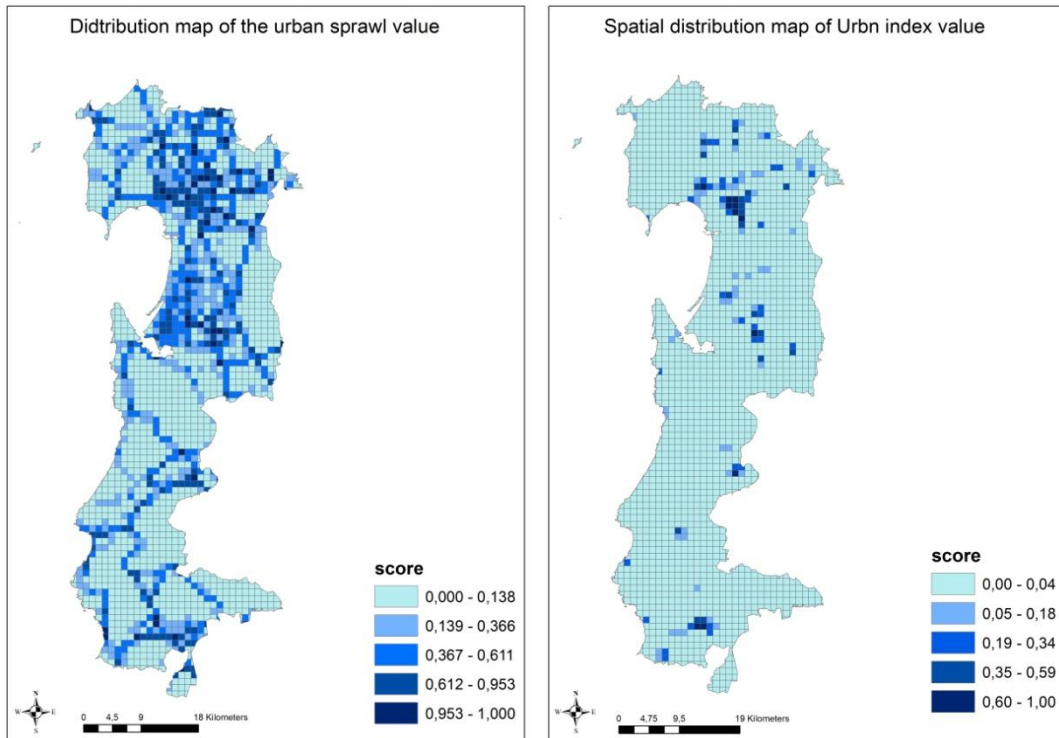 Didtribution map of the urban sprawl value
score
0,000 - 0,138
0,139 - 0,366
0,367 - 0,611
0,612 - 0,953
0,953 - 1,000
N
W E
S
0 4,5 9 18 Kilometers
Spatial distribution map of Urbn index value
score
0,00 - 0,04
0,05 - 0,18
0,19 - 0,34
0,35 - 0,59
0,60 - 1,00
N
W E
S
0 4,75 9,5 19 Kilometers